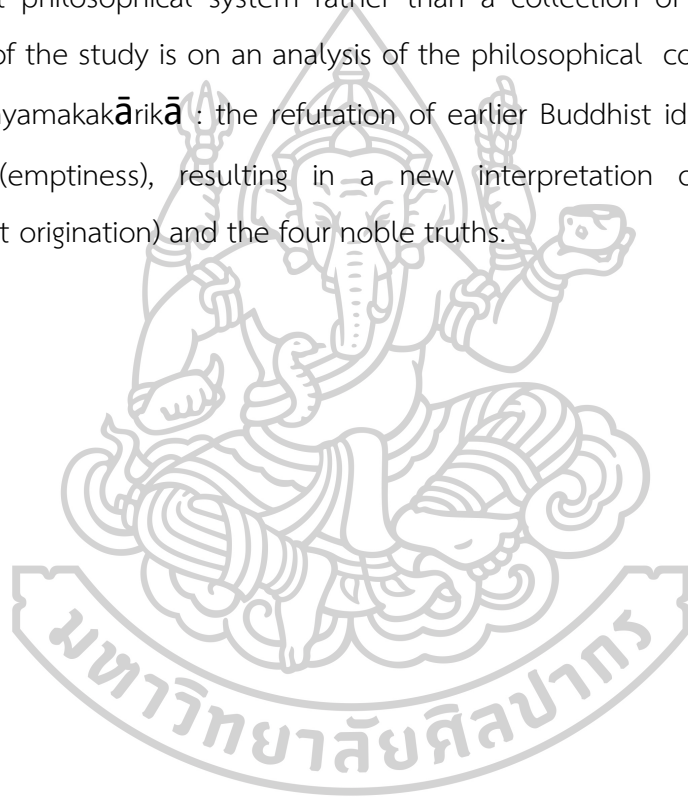 t philosophical system rather than a collection of
of the study is on an analysis of the philosophical co
yamakakārikā : the refutation of earlier Buddhist id
(emptiness), resulting in a new interpretation
t origination) and the four noble truths.
มหาวิทยาลัยศิลปากร